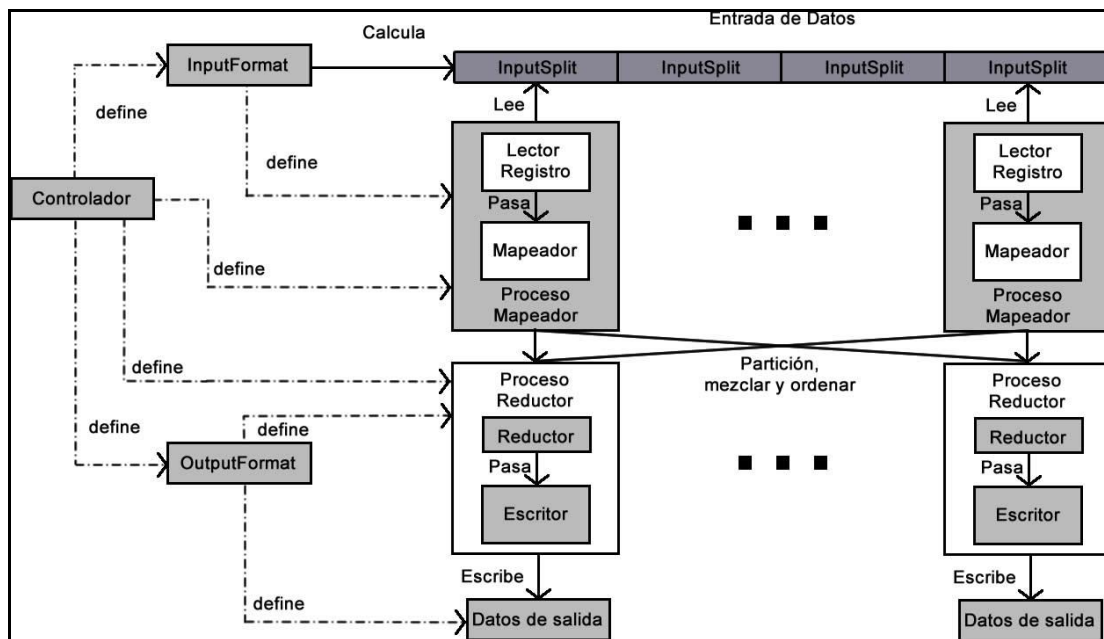 Entrada de Datos
Calcula
InputFormat
InputSplit
InputSplit
InputSplit
InputSplit
define
Lee
Lee
define
Lector
Registro
Lector
Registro
Controlador
Pasa
Pasa
Mapeador
Mapeador
define
Proceso
Mapeador
Proceso
Mapeador
define
Partición,
mezclar y ordenar
Proceso
Reductor
Proceso
Reductor
define
define
Reductor
Reductor
OutputFormat
Pasa
Pasa
Escritor
Escritor
Escribe
Escribe
define
Datos de salida
Datos de salida